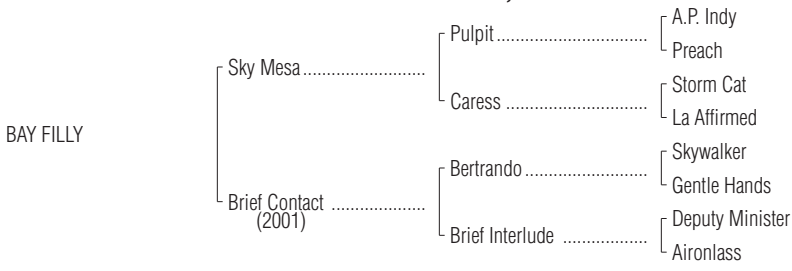 A.P. Indy
Pulpit
Preach
Sky Mesa
Storm Cat
Caress
La Affirmed
BAY FILLY
Skywalker
Bertrando
Gentle Hands
Brief Contact
(2001)
Deputy Minister
Brief Interlude
Aironlass